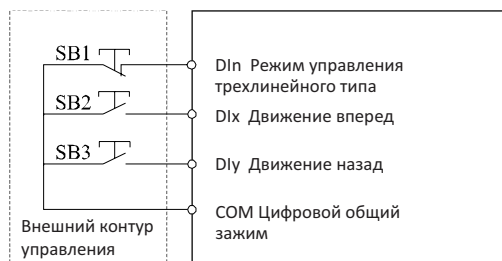 SB1
DIn Режим управления
трехлинейного типа
SB2
DIx Движение вперед
SB3
DIy Движение назад
COM Цифровой общий
зажим
Внешний контур
управления